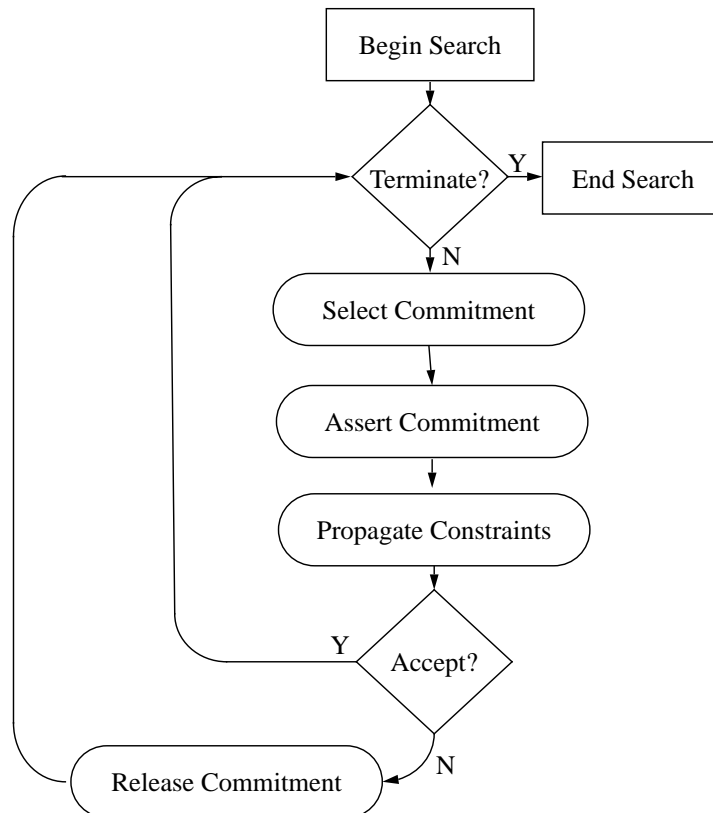 Begin Search
Terminate?
Y
End Search
N
Select Commitment
Assert Commitment
Propagate Constraints
Y
Accept?
N
Release Commitment